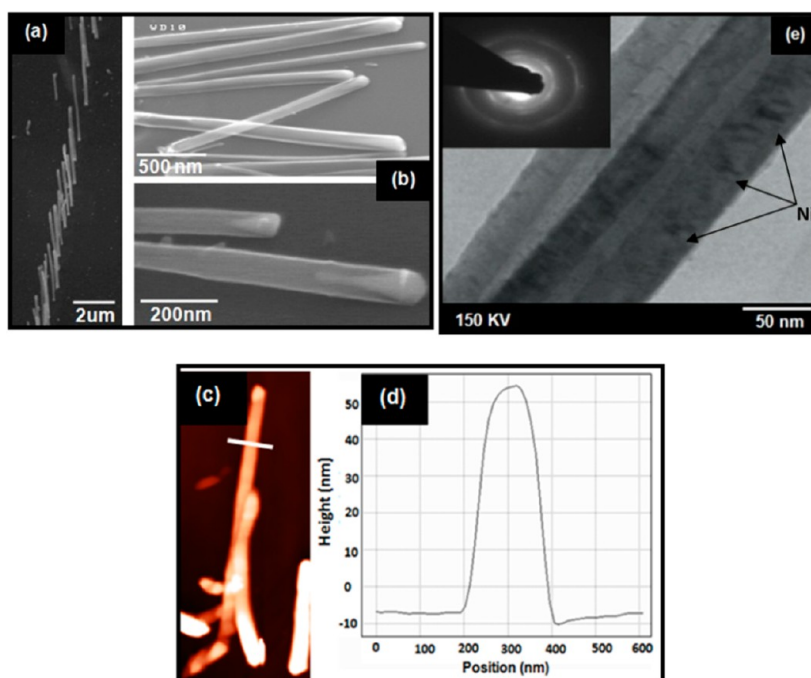 (a)
WD10
500 nm
(b)
2um
200nm
(e)
N
150 KV
50 nm
(c)
(d)
Height (nm)
50
40
30
20
10
0
-10
0 100 200 300 400 500 600
Position (nm)